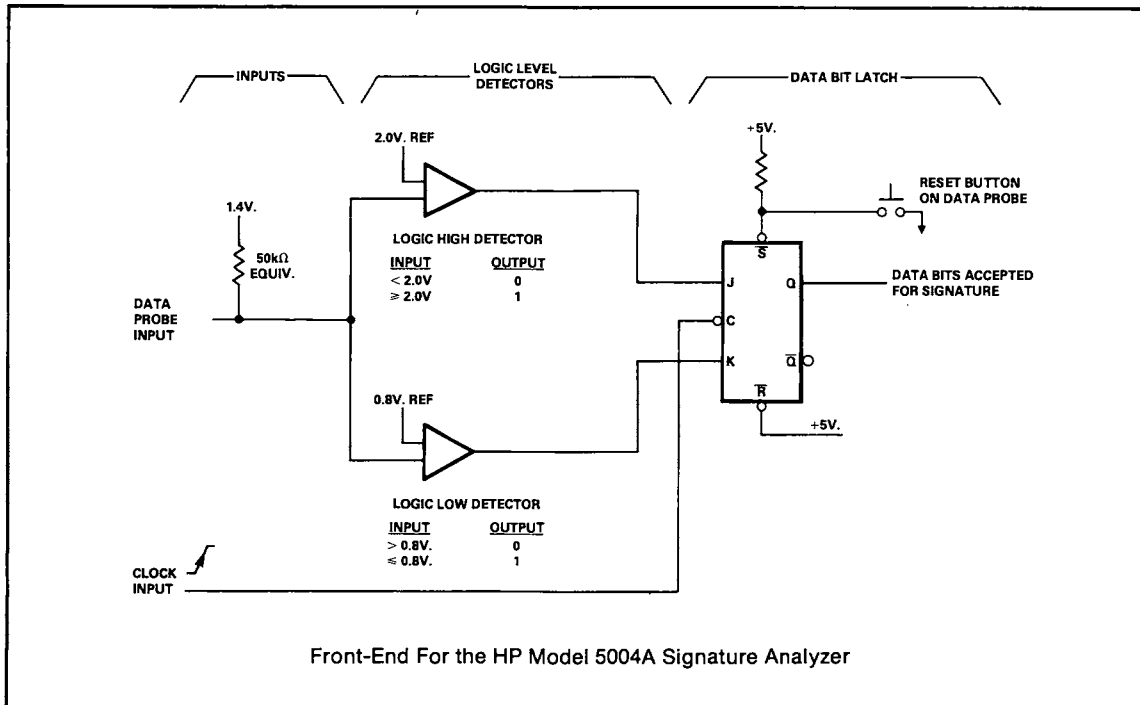 INPUTS
LOGIC LEVEL
DETECTORS
DATA BIT LATCH
2.0V. REF
+5V.
RESET BUTTON
ON DATA PROBE
1.4V.
50kΩ
EQUIV.
LOGIC HIGH DETECTOR
INPUT OUTPUT
< 2.0V 0
≥ 2.0V 1
S̅
J Q
DATA BITS ACCEPTED
FOR SIGNATURE
DATA
PROBE
INPUT
C
K Q̅
R̅
+5V.
0.8V. REF
LOGIC LOW DETECTOR
INPUT OUTPUT
> 0.8V. 0
≤ 0.8V. 1
CLOCK
INPUT
Front-End For the HP Model 5004A Signature Analyzer